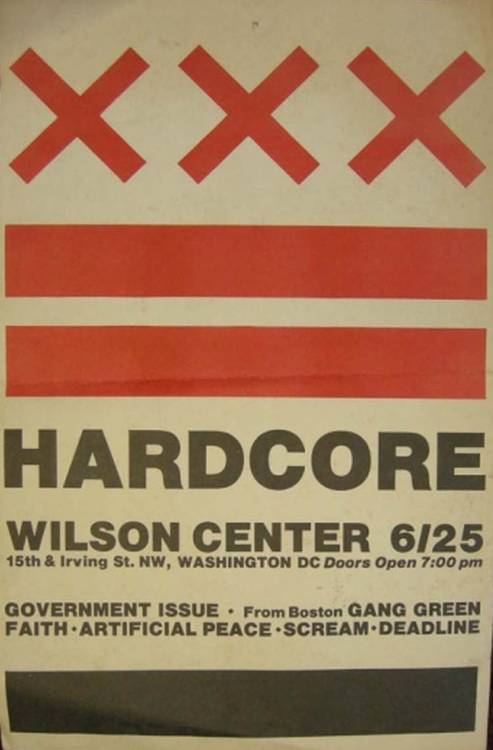 XXX
HARDCORE
WILSON CENTER 6/25
15th & Irving St. NW, WASHINGTON DC Doors Open 7:00 pm
GOVERNMENT ISSUE · From Boston GANG GREEN
FAITH·ARTIFICIAL PEACE·SCREAM·DEADLINE